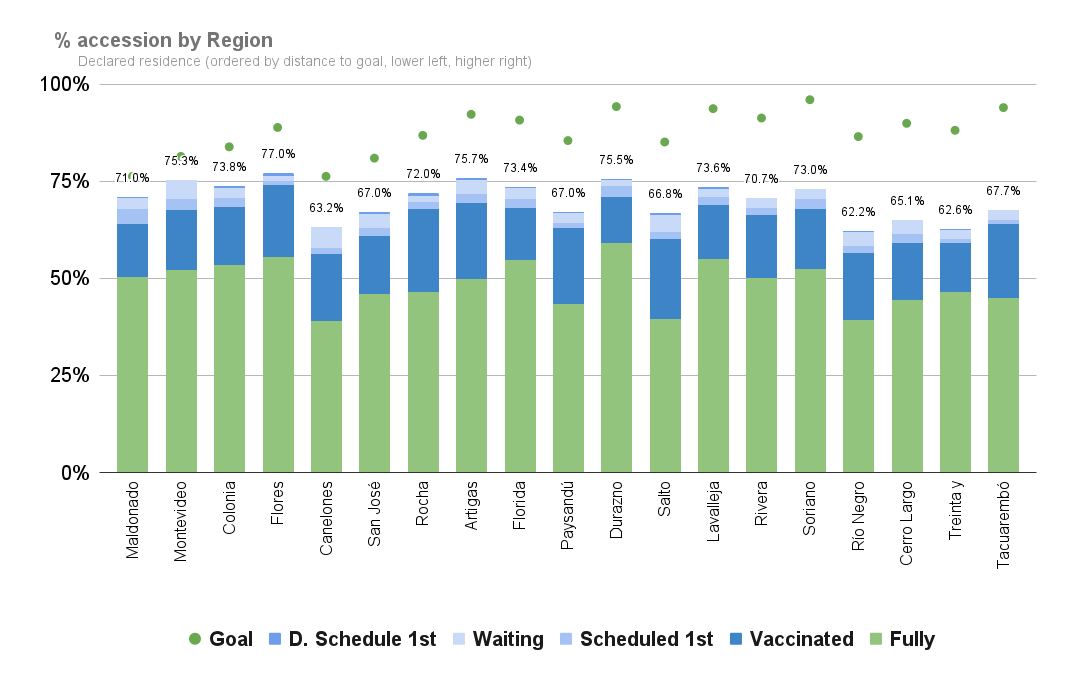 % accession by Region
Declared residence (ordered by distance to goal, lower left, higher right)
100%
75%
50%
25%
0%
71.0%
75.3%
73.8%
77.0%
63.2%
67.0%
72.0%
75.7%
73.4%
67.0%
75.5%
66.8%
73.6%
70.7%
73.0%
62.2%
65.1%
62.6%
67.7%
Maldonado
Montevideo
Colonia
Flores
Canelones
San José
Rocha
Artigas
Florida
Paysandú
Durazno
Salto
Lavalleja
Rivera
Soriano
Río Negro
Cerro Largo
Treinta y
Tacuarembó
Goal D. Schedule 1st Waiting Scheduled 1st Vaccinated Fully